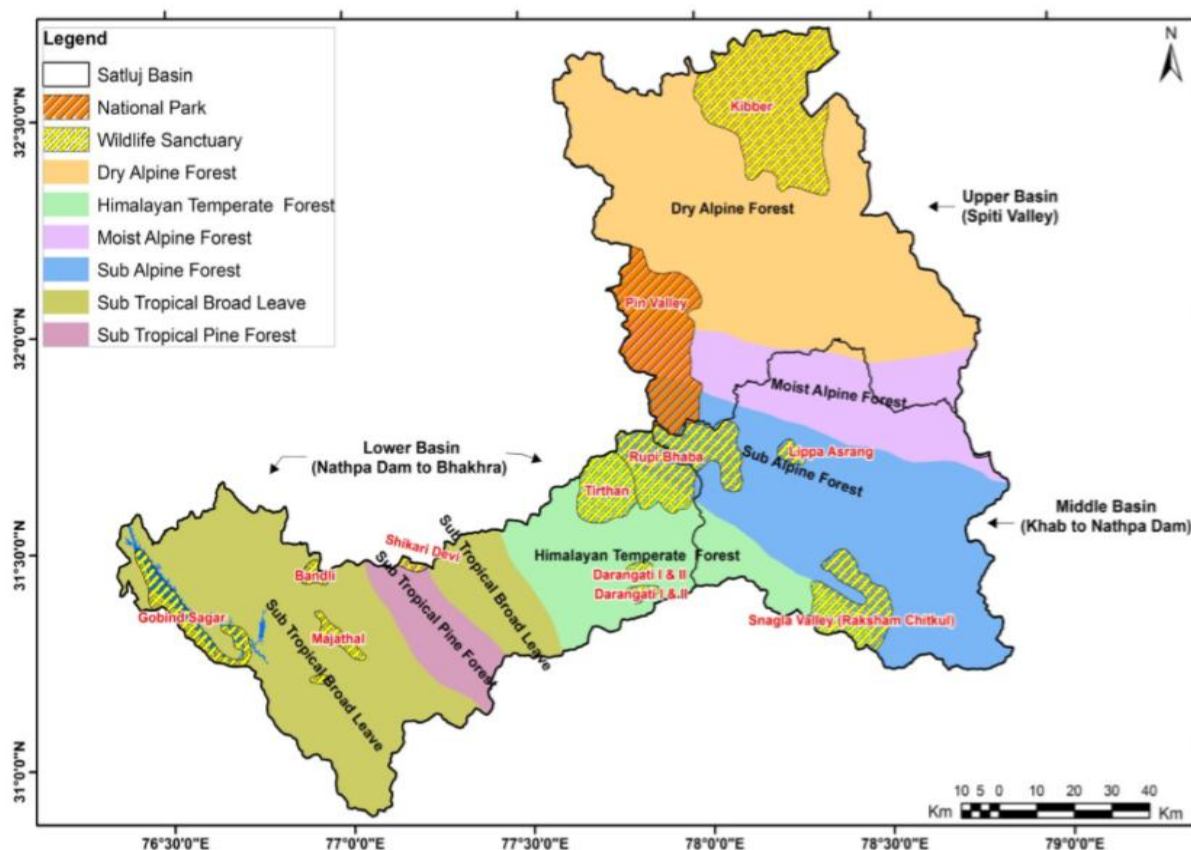 Legend
Satluj Basin
National Park
Wildlife Sanctuary
Dry Alpine Forest
Himalayan Temperate Forest
Moist Alpine Forest
Sub Alpine Forest
Sub Tropical Broad Leave
Sub Tropical Pine Forest
N
Kibber
Dry Alpine Forest
Upper Basin
(Spiti Valley)
Pin Valley
Moist Alpine Forest
Lower Basin
(Nathpa Dam to Bhakhra)
Rupi Bhaba
Lippa Asrang
Sub Alpine Forest
Tirthan
Middle Basin
(Khab to Nathpa Dam)
Shikari Devi
Sub Tropical Broad Leave
Himalayan Temperate Forest
Bandli
Darangati I & II
Darangati I & II
Sub Tropical Pine Forest
Gobind Sagar
Majathal
Snagla Valley (Raksham Chitkul)
Sub Tropical Broad Leave
32°30'0"N
32°0'0"N
31°30'0"N
31°0'0"N
10 5 0 10 20 30 40
Km Km
76°30'0"E 77°0'0"E 77°30'0"E 78°0'0"E 78°30'0"E 79°0'0"E